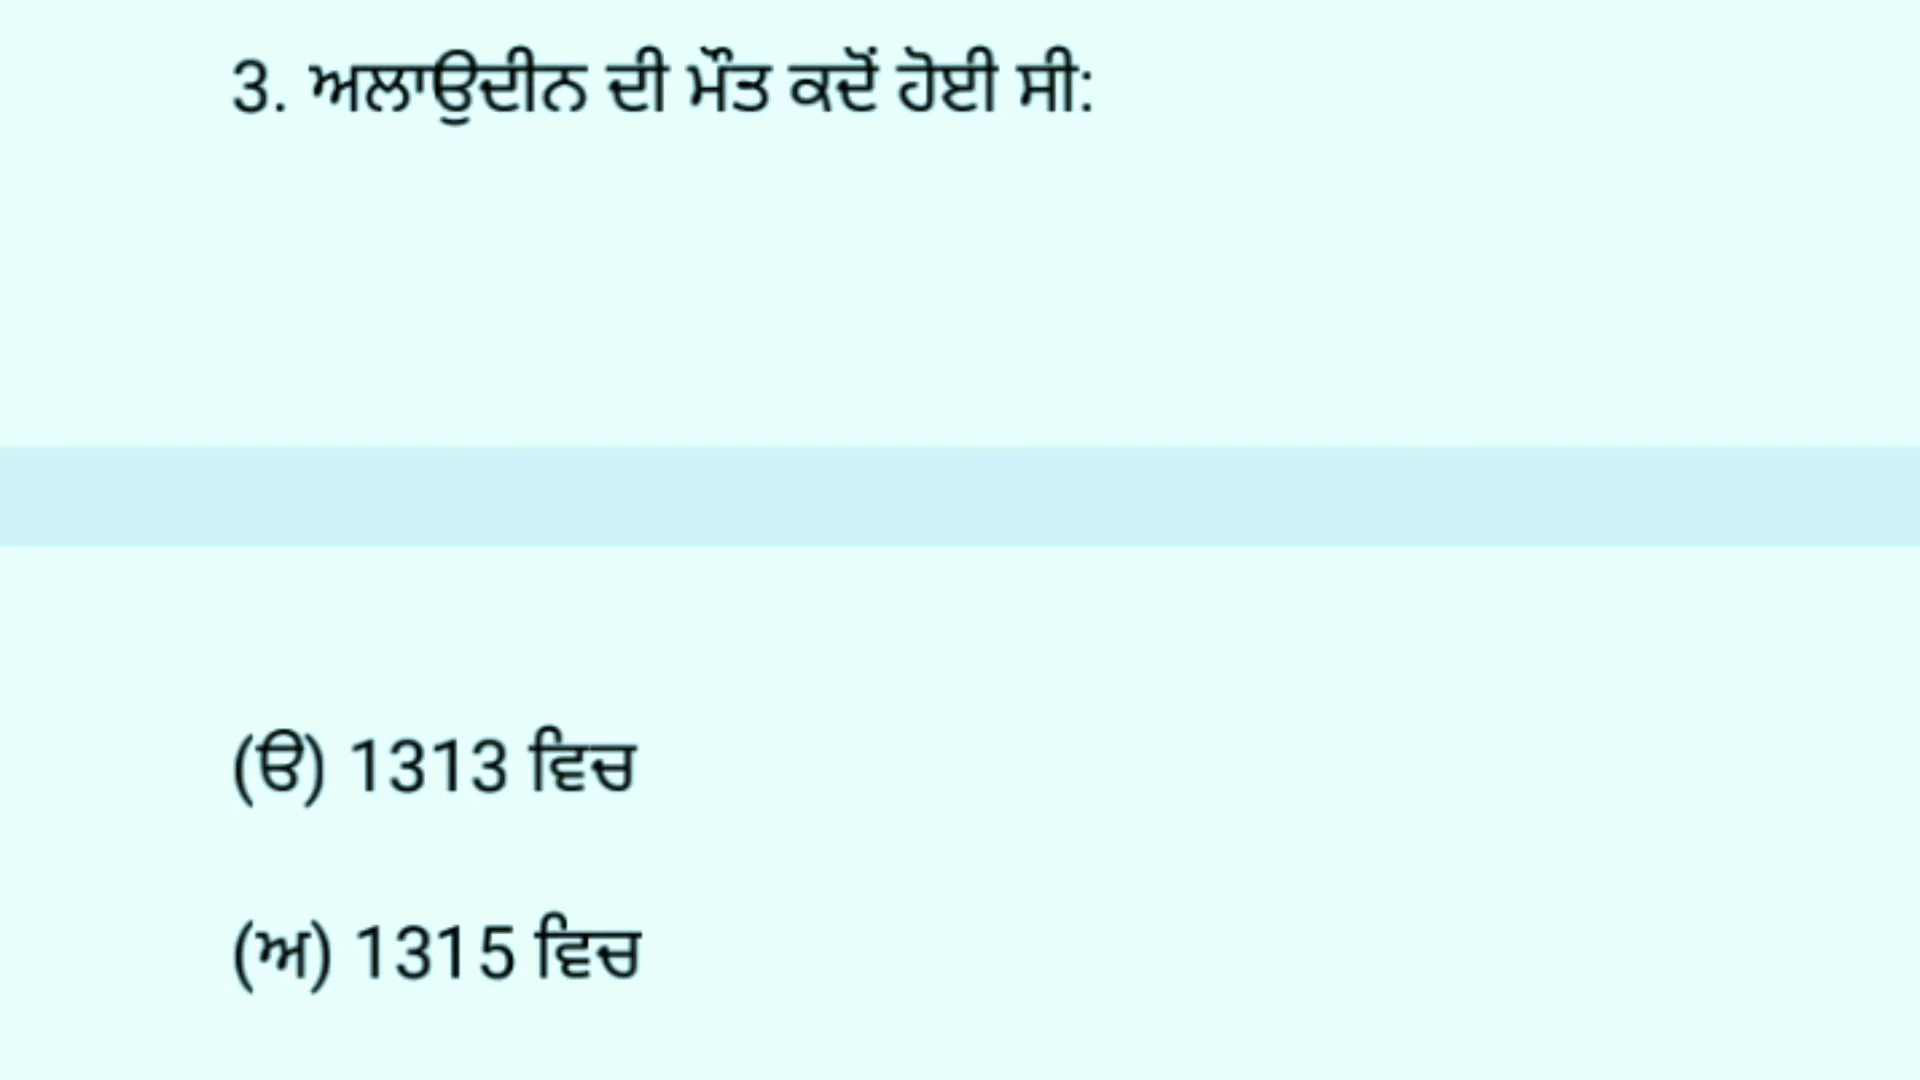 3. ਅਲਾਉਦੀਨ ਦੀ ਮੌਤ ਕਦੋਂ ਹੋਈ ਸੀ:
(ੳ) 1313 ਵਿਚ
(ਅ) 1315 ਵਿਚ